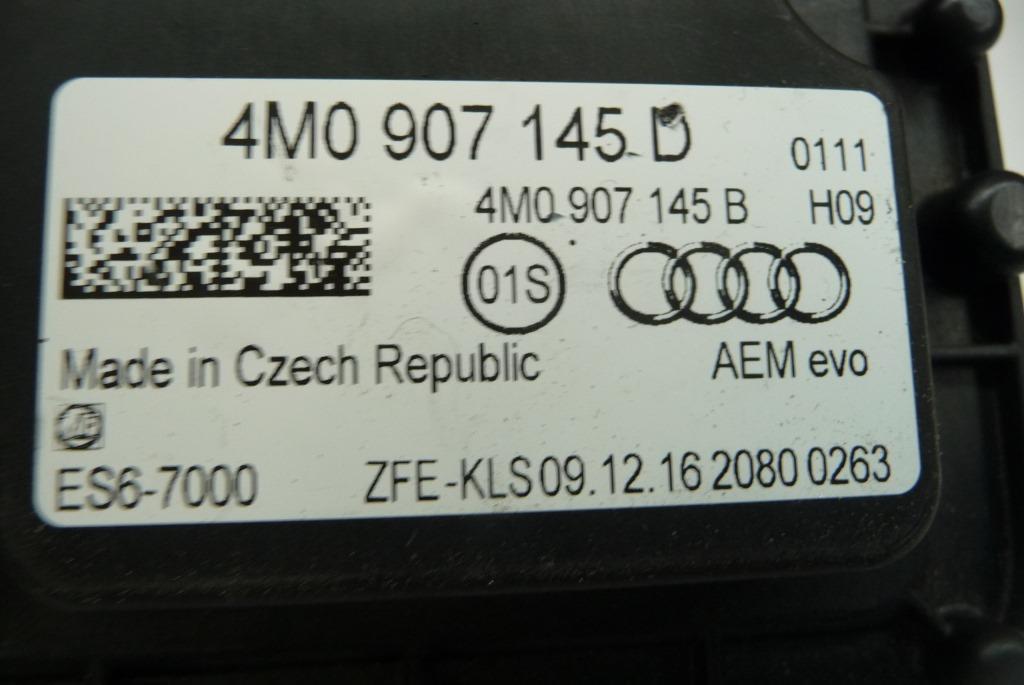 4M0 907 145 D
0111
4M0 907 145 B H09
01S
Made in Czech Republic AEM evo
ES6-7000 ZFE-KLS 09.12.16 2080 0263